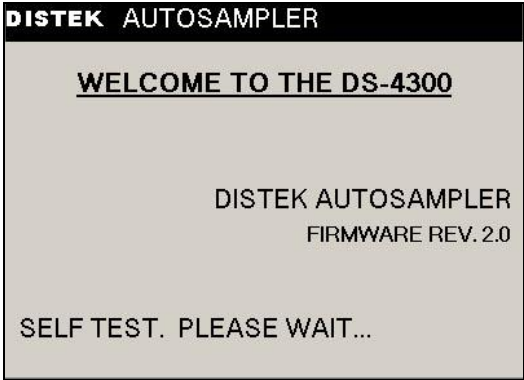 DISTEK AUTOSAMPLER
WELCOME TO THE DS-4300
DISTEK AUTOSAMPLER
FIRMWARE REV. 2.0
SELF TEST. PLEASE WAIT...